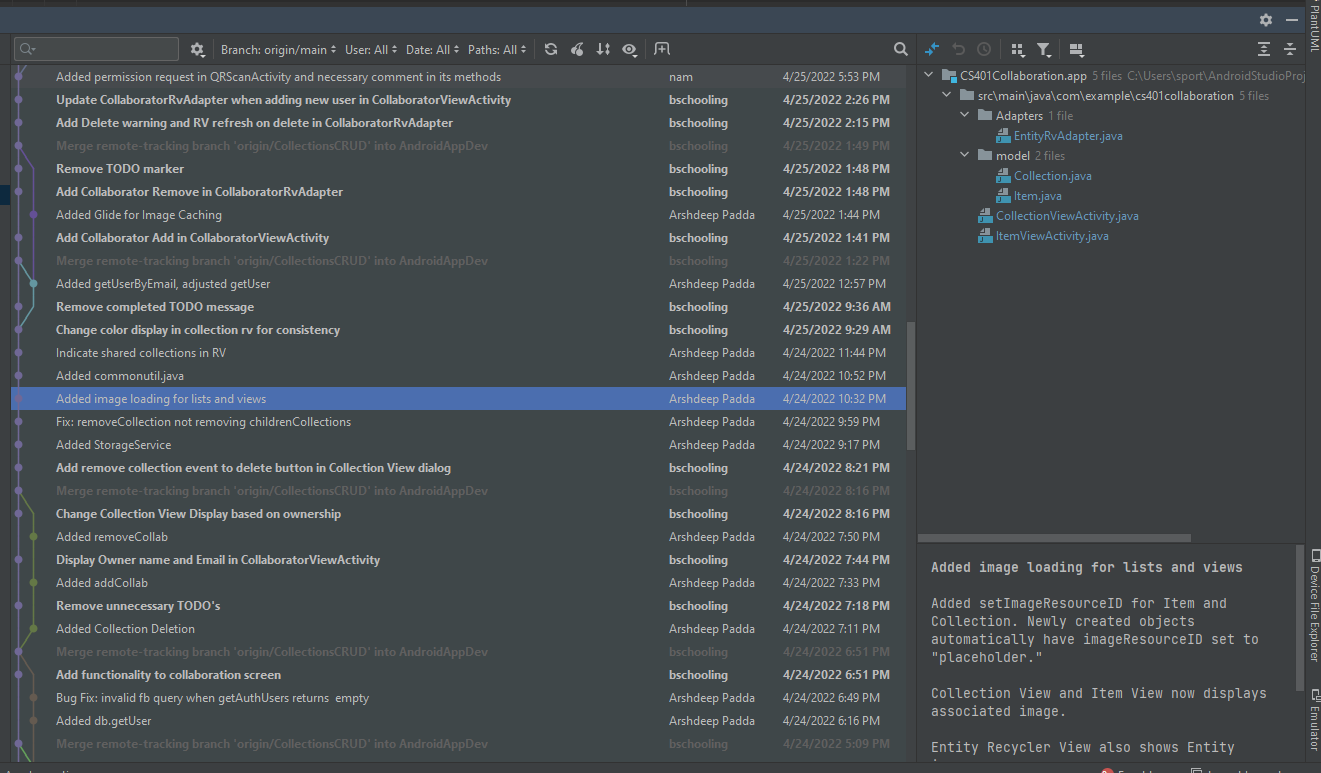 Branch: origin/main User: All Date: All Paths: All
Added permission request in QRScanActivity and necessary comment in its methods nam 4/25/2022 5:53 PM
Update CollaboratorRvAdapter when adding new user in CollaboratorViewActivity bschooling 4/25/2022 2:26 PM
Add Delete warning and RV refresh on delete in CollaboratorRvAdapter bschooling 4/25/2022 2:15 PM
Merge remote-tracking branch 'origin/CollectionsCRUD' into AndroidAppDev bschooling 4/25/2022 1:49 PM
Remove TODO marker bschooling 4/25/2022 1:48 PM
Add Collaborator Remove in CollaboratorRvAdapter bschooling 4/25/2022 1:48 PM
Added Glide for Image Caching Arshdeep Padda 4/25/2022 1:44 PM
Add Collaborator Add in CollaboratorViewActivity bschooling 4/25/2022 1:41 PM
Merge remote-tracking branch 'origin/CollectionsCRUD' into AndroidAppDev bschooling 4/25/2022 1:22 PM
Added getUserByEmail, adjusted getUser Arshdeep Padda 4/25/2022 12:57 PM
Remove completed TODO message bschooling 4/25/2022 9:36 AM
Change color display in collection rv for consistency bschooling 4/25/2022 9:29 AM
Indicate shared collections in RV Arshdeep Padda 4/24/2022 11:44 PM
Added commonutil.java Arshdeep Padda 4/24/2022 10:52 PM
Added image loading for lists and views Arshdeep Padda 4/24/2022 10:32 PM
Fix: removeCollection not removing childrenCollections Arshdeep Padda 4/24/2022 9:59 PM
Added StorageService Arshdeep Padda 4/24/2022 9:17 PM
Add remove collection event to delete button in Collection View dialog bschooling 4/24/2022 8:21 PM
Merge remote-tracking branch 'origin/CollectionsCRUD' into AndroidAppDev bschooling 4/24/2022 8:16 PM
Change Collection View Display based on ownership bschooling 4/24/2022 8:16 PM
Added removeCollab Arshdeep Padda 4/24/2022 7:50 PM
Display Owner name and Email in CollaboratorViewActivity bschooling 4/24/2022 7:44 PM
Added addCollab Arshdeep Padda 4/24/2022 7:33 PM
Remove unnecessary TODO's bschooling 4/24/2022 7:18 PM
Added Collection Deletion Arshdeep Padda 4/24/2022 7:11 PM
Merge remote-tracking branch 'origin/CollectionsCRUD' into AndroidAppDev bschooling 4/24/2022 6:51 PM
Add functionality to collaboration screen bschooling 4/24/2022 6:51 PM
Bug Fix: invalid fb query when getAuthUsers returns empty Arshdeep Padda 4/24/2022 6:49 PM
Added db.getUser Arshdeep Padda 4/24/2022 6:16 PM
Merge remote-tracking branch 'origin/CollectionsCRUD' into AndroidAppDev bschooling 4/24/2022 5:09 PM
CS401Collaboration.app 5 files C:\Users\sport\AndroidStudioProj
src\main\java\com\example\cs401collaboration 5 files
Adapters 1 file
EntityRvAdapter.java
model 2 files
Collection.java
Item.java
CollectionViewActivity.java
ItemViewActivity.java
Added image loading for lists and views
Added setImageResourceID for Item and
Collection. Newly created objects
automatically have imageResourceID set to
"placeholder."
Collection View and Item View now displays
associated image.
Entity Recycler View also shows Entity
PlantUML
Device File Explorer
Emulator